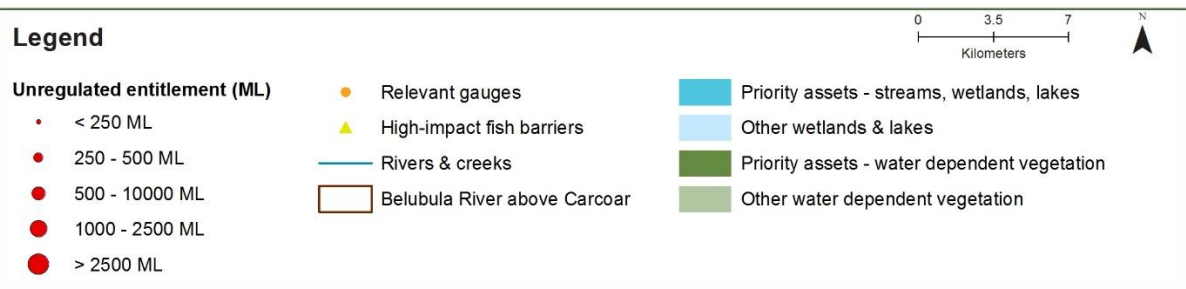 Legend
0 3.5 7
Kilometers
N
Unregulated entitlement (ML)
< 250 ML
250 - 500 ML
500 - 10000 ML
1000 - 2500 ML
> 2500 ML
Relevant gauges
High-impact fish barriers
Rivers & creeks
Belubula River above Carcoar
Priority assets - streams, wetlands, lakes
Other wetlands & lakes
Priority assets - water dependent vegetation
Other water dependent vegetation